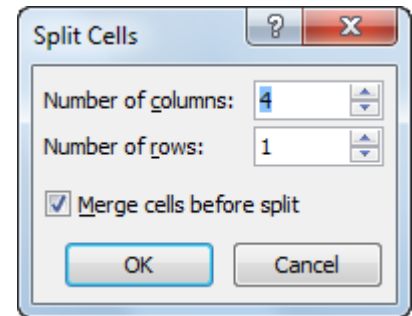 Split Cells
Number of columns: 4
Number of rows: 1
Merge cells before split
OK Cancel